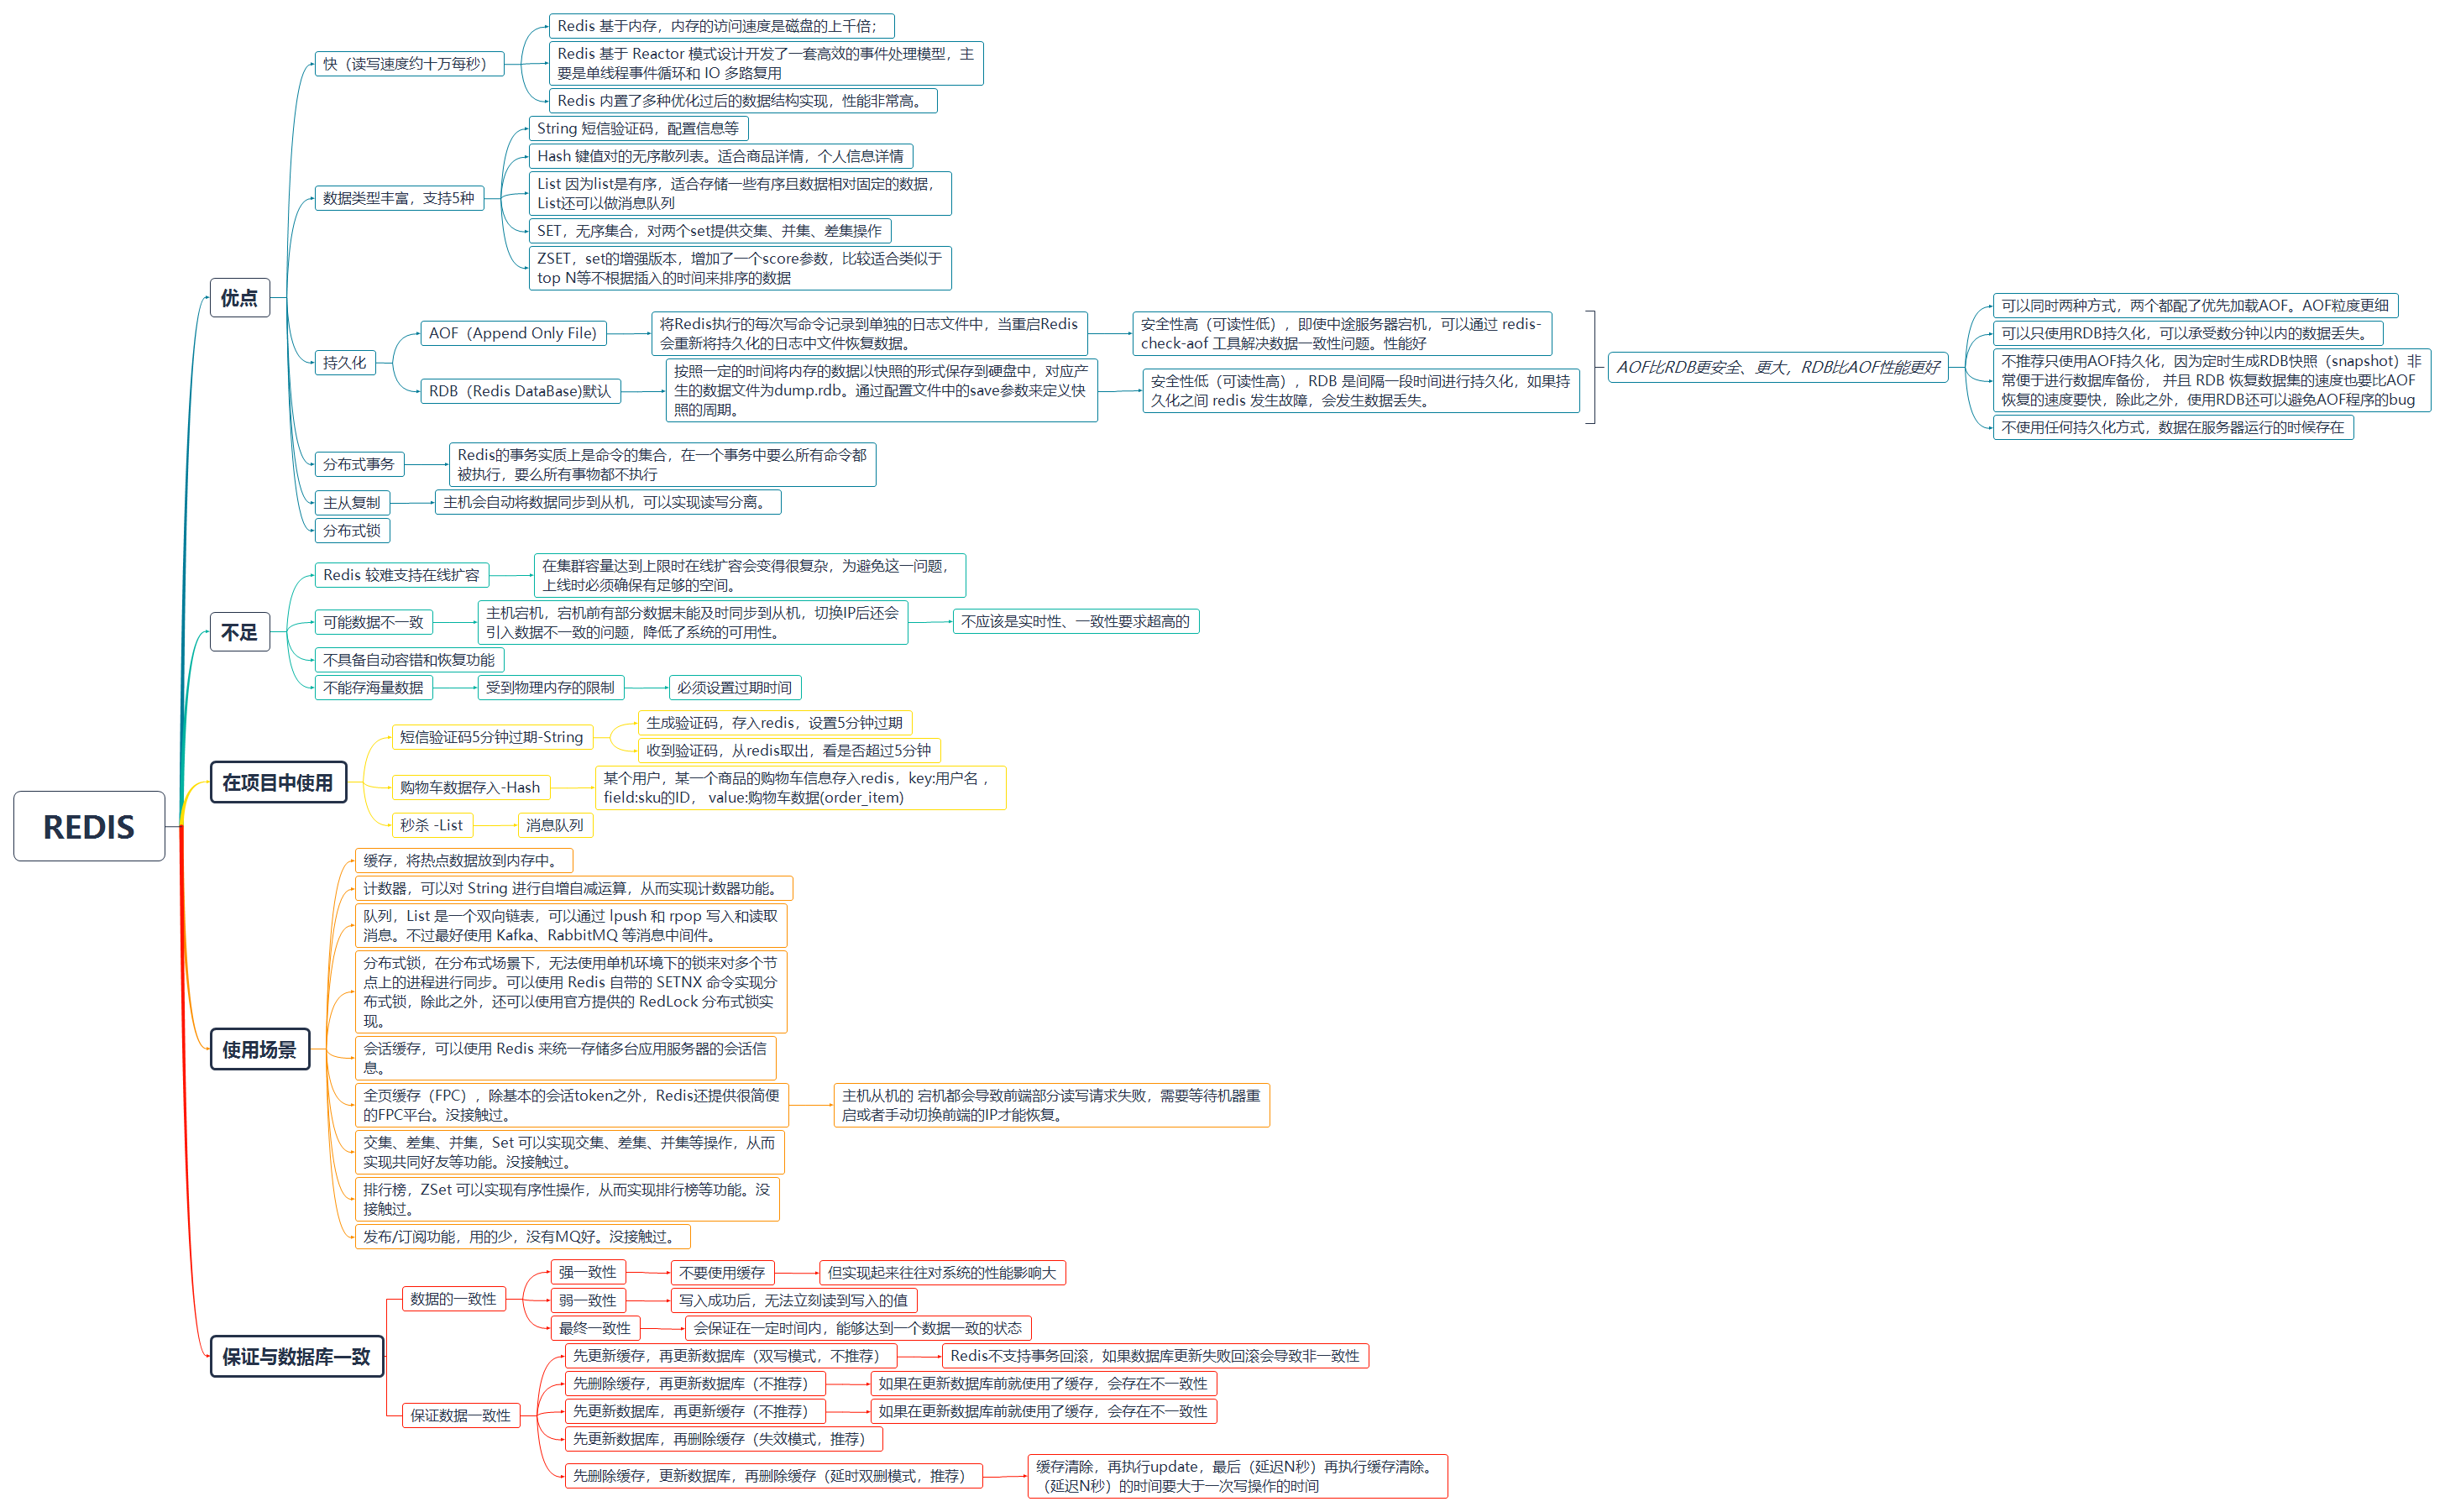 REDIS
优点
快（读写速度约十万每秒）
Redis 基于内存，内存的访问速度是磁盘的上千倍；
Redis 基于 Reactor 模式设计开发了一套高效的事件处理模型，主
要是单线程事件循环和 IO 多路复用
Redis 内置了多种优化过后的数据结构实现，性能非常高。
数据类型丰富，支持5种
String 短信验证码，配置信息等
Hash 键值对的无序散列表。适合商品详情，个人信息详情
List 因为list是有序，适合存储一些有序且数据相对固定的数据，
List还可以做消息队列
SET，无序集合，对两个set提供交集、并集、差集操作
ZSET，set的增强版本，增加了一个score参数，比较适合类似于
top N等不根据插入的时间来排序的数据
持久化
AOF（Append Only File)
将Redis执行的每次写命令记录到单独的日志文件中，当重启Redis
会重新将持久化的日志中文件恢复数据。
安全性高（可读性低），即使中途服务器宕机，可以通过 redis-
check-aof 工具解决数据一致性问题。性能好
RDB（Redis DataBase)默认
按照一定的时间将内存的数据以快照的形式保存到硬盘中，对应产
生的数据文件为dump.rdb。通过配置文件中的save参数来定义快
照的周期。
安全性低（可读性高），RDB 是间隔一段时间进行持久化，如果持
久化之间 redis 发生故障，会发生数据丢失。
AOF比RDB更安全、更大，RDB比AOF性能更好
可以同时两种方式，两个都配了优先加载AOF。AOF粒度更细
可以只使用RDB持久化，可以承受数分钟以内的数据丢失。
不推荐只使用AOF持久化，因为定时生成RDB快照（snapshot）非
常便于进行数据库备份， 并且 RDB 恢复数据集的速度也要比AOF
恢复的速度要快，除此之外，使用RDB还可以避免AOF程序的bug
不使用任何持久化方式，数据在服务器运行的时候存在
分布式事务
Redis的事务实质上是命令的集合，在一个事务中要么所有命令都
被执行，要么所有事物都不执行
主从复制
主机会自动将数据同步到从机，可以实现读写分离。
分布式锁
不足
Redis 较难支持在线扩容
在集群容量达到上限时在线扩容会变得很复杂，为避免这一问题，
上线时必须确保有足够的空间。
可能数据不一致
主机宕机，宕机前有部分数据未能及时同步到从机，切换IP后还会
引入数据不一致的问题，降低了系统的可用性。
不应该是实时性、一致性要求超高的
不具备自动容错和恢复功能
不能存海量数据
受到物理内存的限制
必须设置过期时间
在项目中使用
短信验证码5分钟过期-String
生成验证码，存入redis，设置5分钟过期
收到验证码，从redis取出，看是否超过5分钟
购物车数据存入-Hash
某个用户，某一个商品的购物车信息存入redis，key:用户名 ，
field:sku的ID， value:购物车数据(order_item)
秒杀 -List
消息队列
使用场景
缓存，将热点数据放到内存中。
计数器，可以对 String 进行自增自减运算，从而实现计数器功能。
队列，List 是一个双向链表，可以通过 lpush 和 rpop 写入和读取
消息。不过最好使用 Kafka、RabbitMQ 等消息中间件。
分布式锁，在分布式场景下，无法使用单机环境下的锁来对多个节
点上的进程进行同步。可以使用 Redis 自带的 SETNX 命令实现分
布式锁，除此之外，还可以使用官方提供的 RedLock 分布式锁实
现。
会话缓存，可以使用 Redis 来统一存储多台应用服务器的会话信
息。
全页缓存（FPC），除基本的会话token之外，Redis还提供很简便
的FPC平台。没接触过。
主机从机的 宕机都会导致前端部分读写请求失败，需要等待机器重
启或者手动切换前端的IP才能恢复。
交集、差集、并集，Set 可以实现交集、差集、并集等操作，从而
实现共同好友等功能。没接触过。
排行榜，ZSet 可以实现有序性操作，从而实现排行榜等功能。没
接触过。
发布/订阅功能，用的少，没有MQ好。没接触过。
保证与数据库一致
数据的一致性
强一致性
不要使用缓存
但实现起来往往对系统的性能影响大
弱一致性
写入成功后，无法立刻读到写入的值
最终一致性
会保证在一定时间内，能够达到一个数据一致的状态
保证数据一致性
先更新缓存，再更新数据库（双写模式，不推荐）
Redis不支持事务回滚，如果数据库更新失败回滚会导致非一致性
先删除缓存，再更新数据库（不推荐）
如果在更新数据库前就使用了缓存，会存在不一致性
先更新数据库，再更新缓存（不推荐）
如果在更新数据库前就使用了缓存，会存在不一致性
先更新数据库，再删除缓存（失效模式，推荐）
先删除缓存，更新数据库，再删除缓存（延时双删模式，推荐）
缓存清除，再执行update，最后（延迟N秒）再执行缓存清除。
（延迟N秒）的时间要大于一次写操作的时间